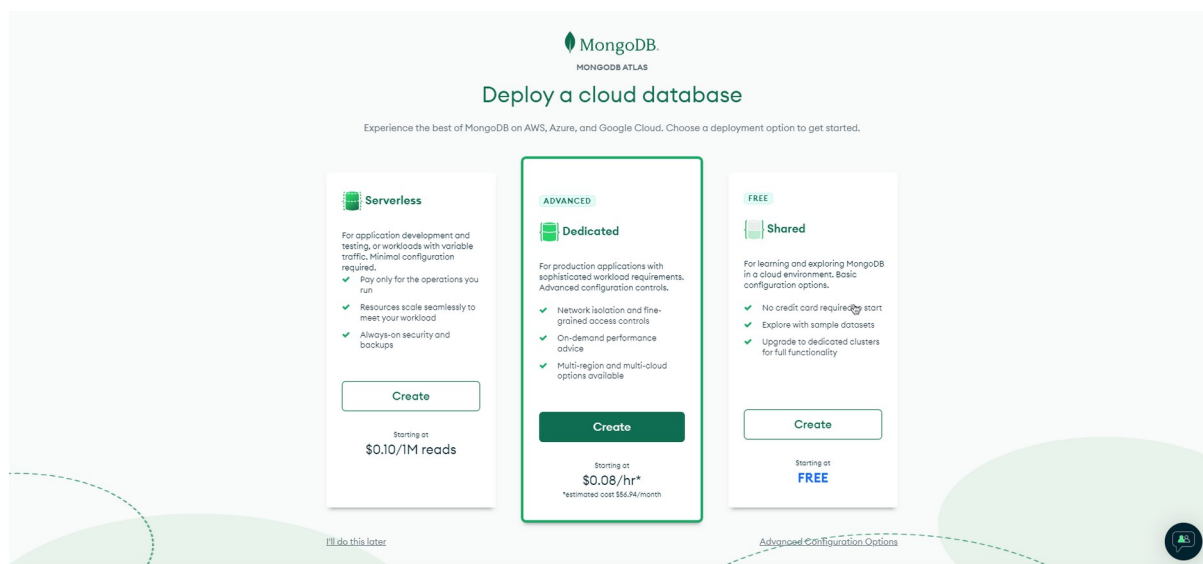 MongoDB.
MONGODB ATLAS
Deploy a cloud database
Experience the best of MongoDB on AWS, Azure, and Google Cloud. Choose a deployment option to get started.
Serverless
For application development and
testing, or workloads with variable
traffic. Minimal configuration
required.
Pay only for the operations you
run
Resources scale seamlessly to
meet your workload
Always-on security and
backups
Create
Starting at
$0.10/1M reads
ADVANCED
Dedicated
For production applications with
sophisticated workload requirements.
Advanced configuration controls.
Network isolation and fine-
grained access controls
On-demand performance
advice
Multi-region and multi-cloud
options available
Create
Starting at
$0.08/hr*
*estimated cost $56.94/month
FREE
Shared
For learning and exploring MongoDB
in a cloud environment. Basic
configuration options.
No credit card required to start
Explore with sample datasets
Upgrade to dedicated clusters
for full functionality
Create
Starting at
FREE
I'll do this later
Advanced Configuration Options